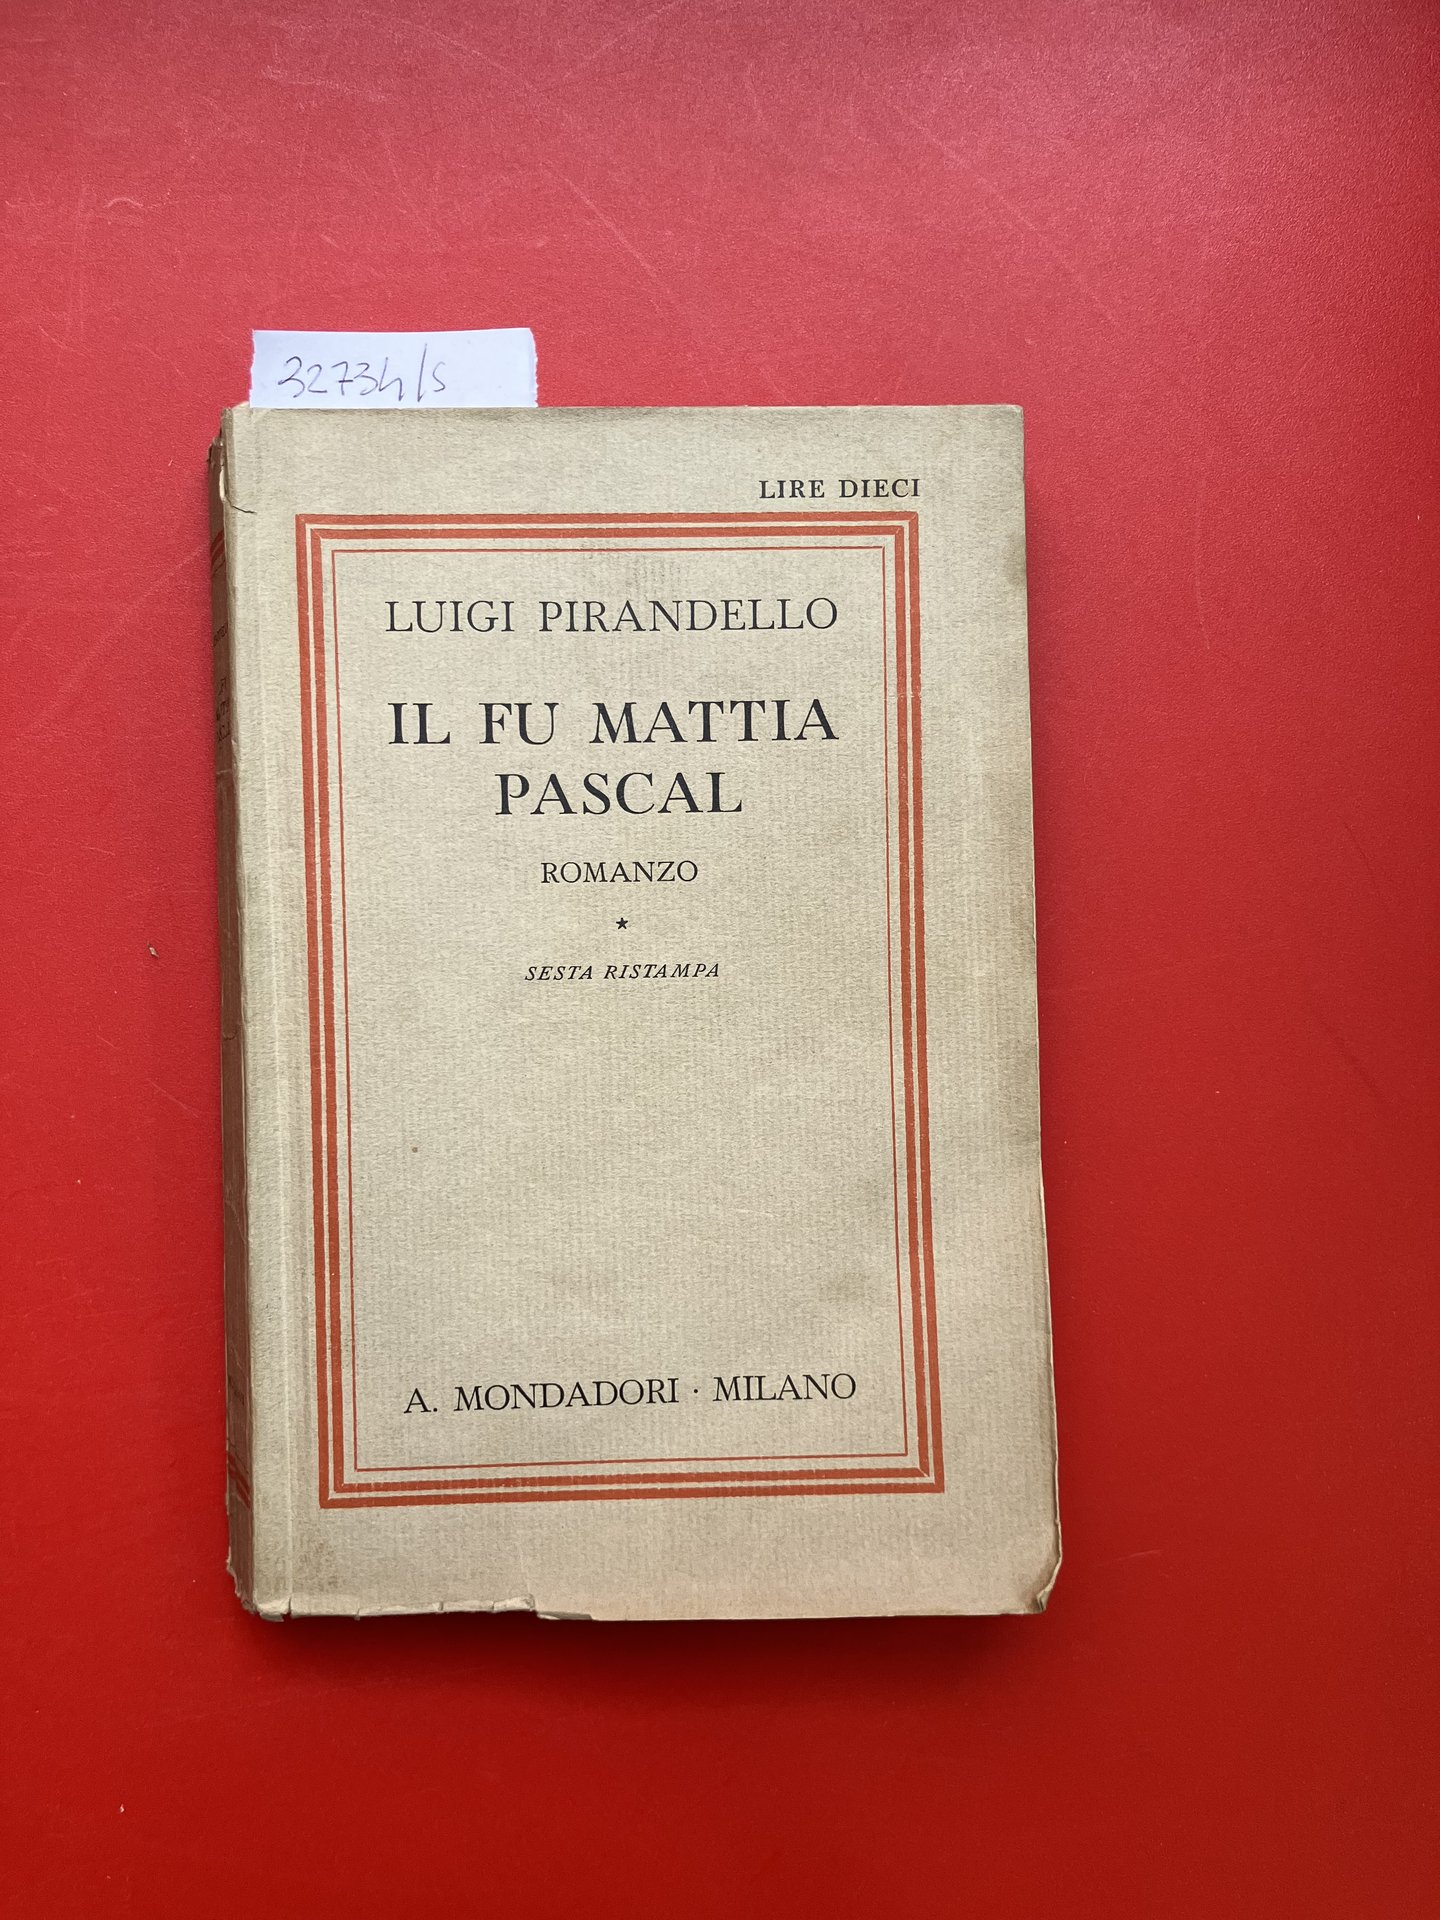 32734/s
LIRE DIECI
LUIGI PIRANDELLO
IL FU MATTIA
PASCAL
ROMANZO
★
SESTA RISTAMPA
A. MONDADORI · MILANO